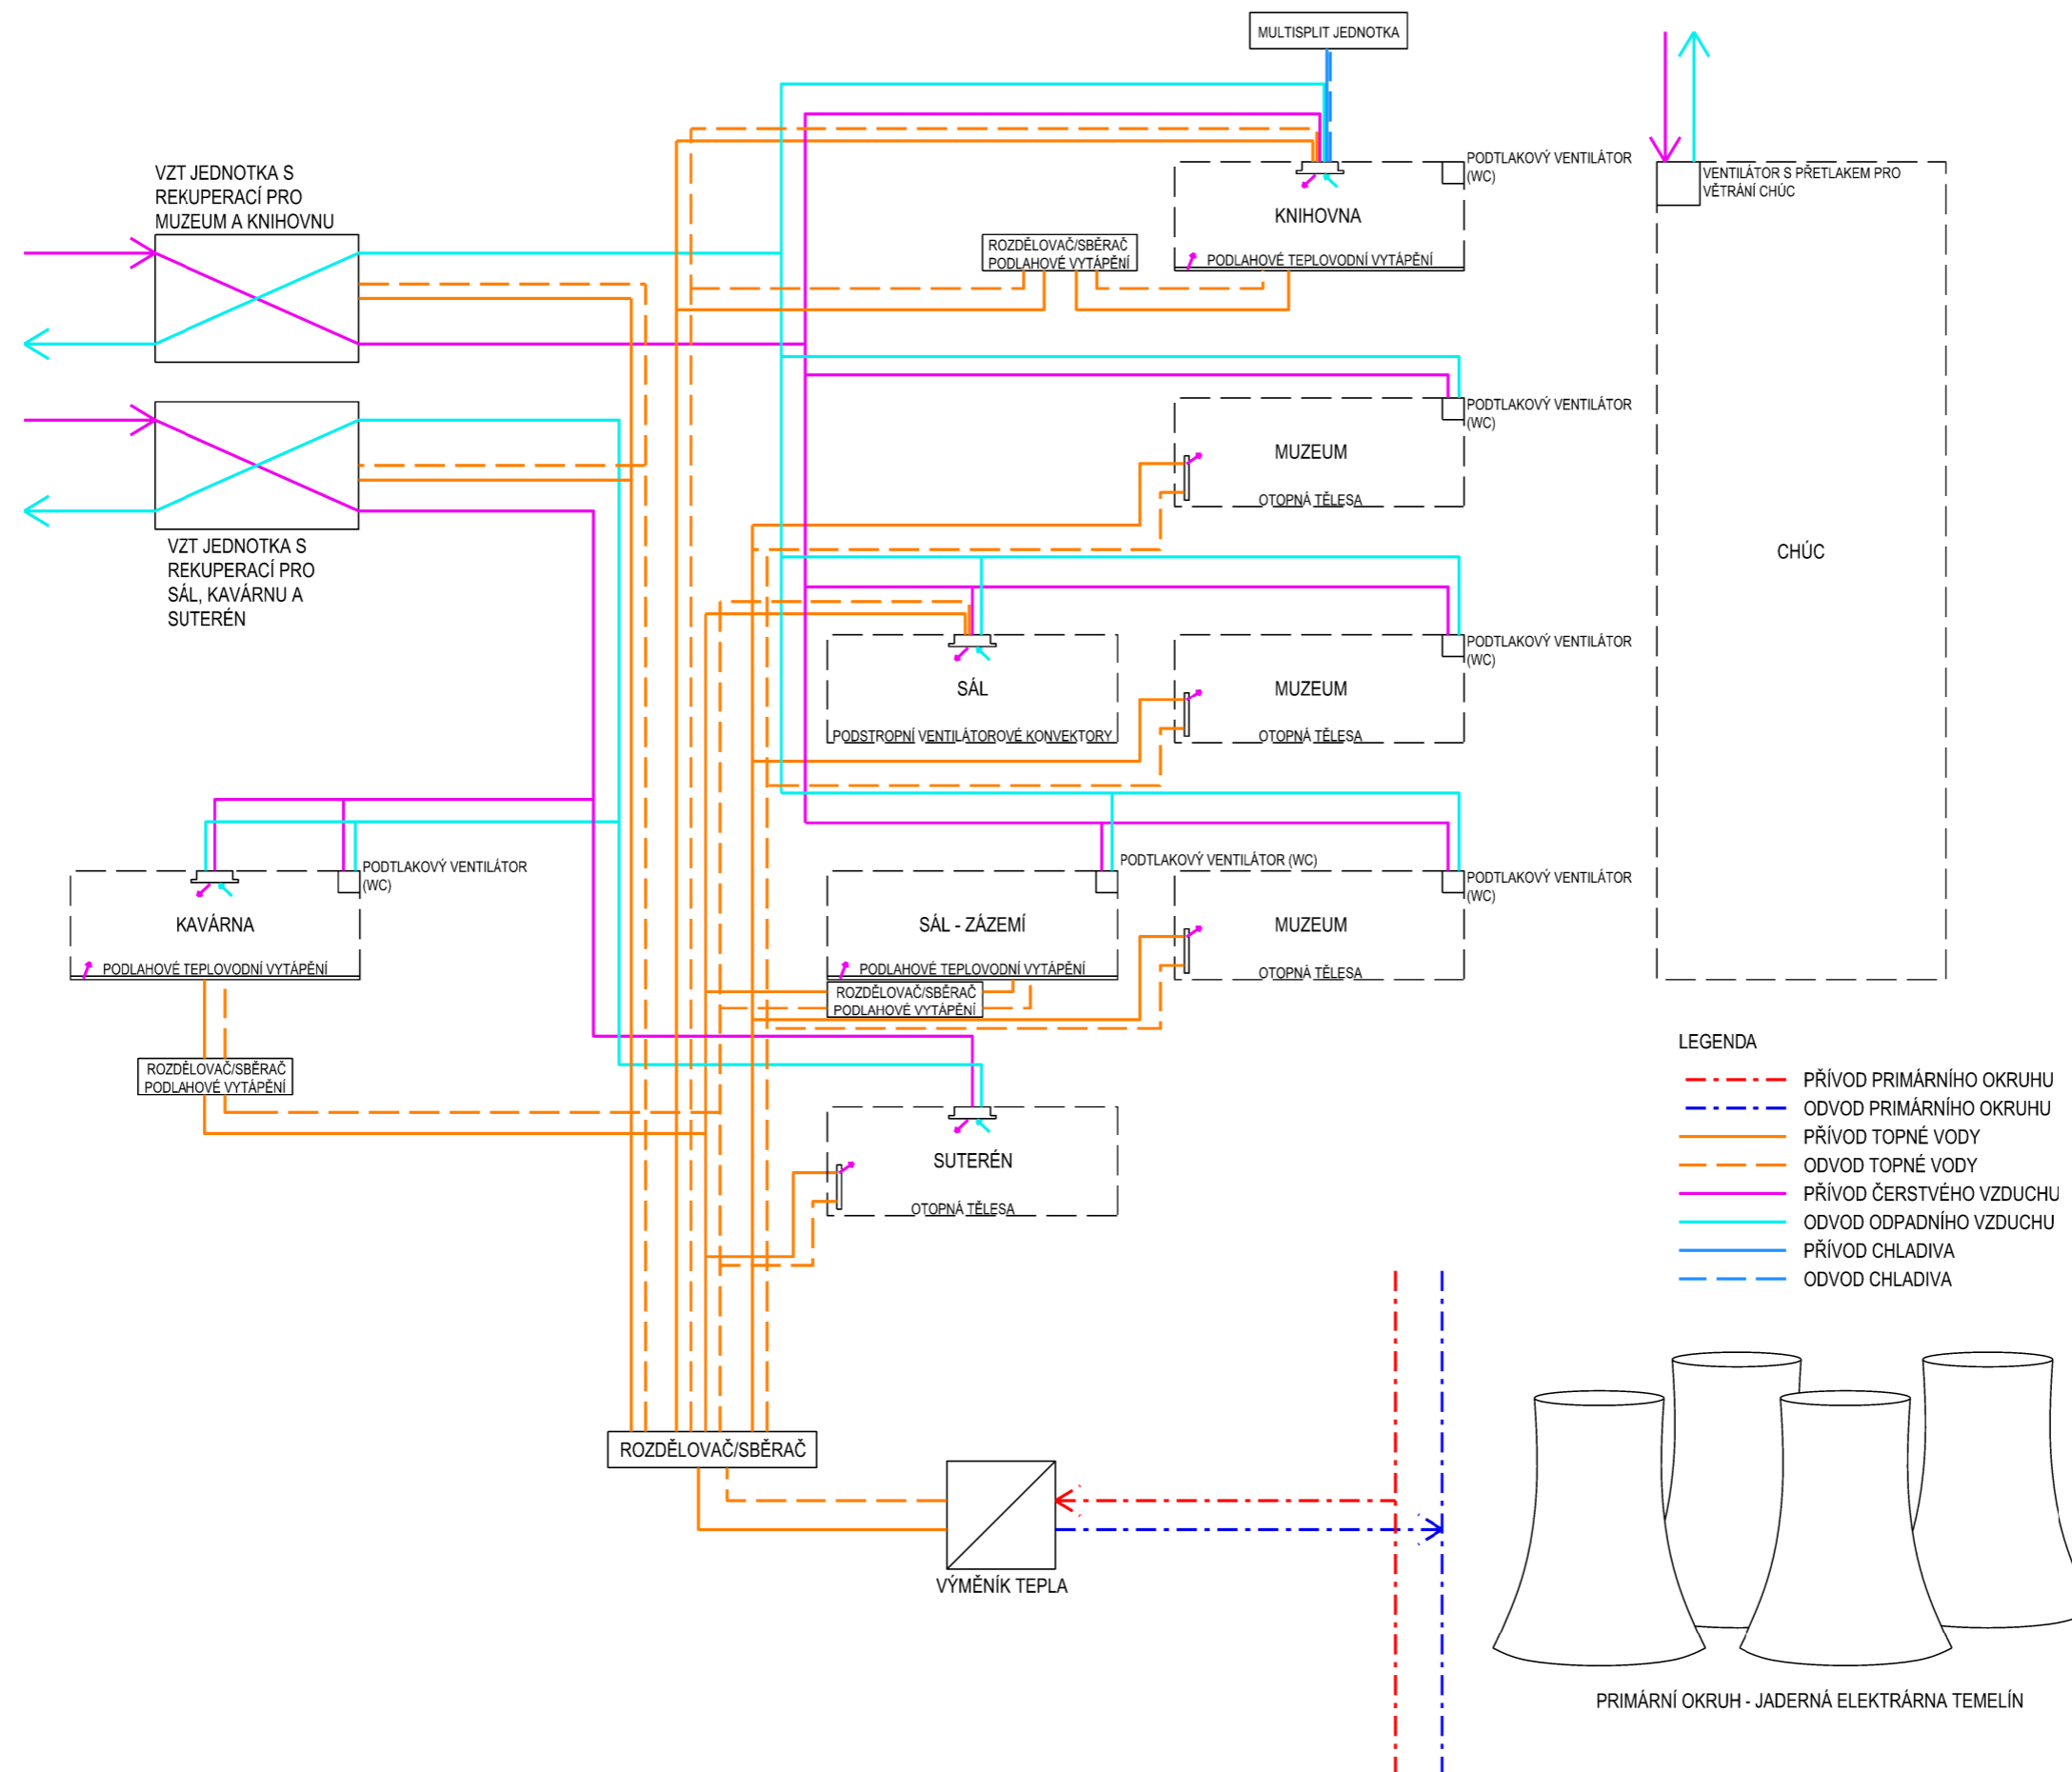 MULTISPLIT JEDNOTKA
VZT JEDNOTKA S
REKUPERACÍ PRO
MUZEUM A KNIHOVNU
PODTLAKOVÝ VENTILÁTOR
(WC)
VENTILÁTOR S PŘETLAKEM PRO
VĚTRÁNÍ CHÚC
KNIHOVNA
ROZDĚLOVAČ/SBĚRAČ
PODLAHOVÉ VYTÁPĚNÍ
PODLAHOVÉ TEPLOVODNÍ VYTÁPĚNÍ
PODTLAKOVÝ VENTILÁTOR
(WC)
MUZEUM
OTOPNÁ TĚLESA
VZT JEDNOTKA S
REKUPERACÍ PRO
SÁL, KAVÁRNU A
SUTERÉN
CHÚC
PODTLAKOVÝ VENTILÁTOR
(WC)
SÁL
PODSTROPNÍ VENTILÁTOROVÉ KONVEKTORY
MUZEUM
OTOPNÁ TĚLESA
PODTLAKOVÝ VENTILÁTOR
(WC)
KAVÁRNA
PODLAHOVÉ TEPLOVODNÍ VYTÁPĚNÍ
PODTLAKOVÝ VENTILÁTOR (WC)
SÁL - ZÁZEMÍ
PODLAHOVÉ TEPLOVODNÍ VYTÁPĚNÍ
ROZDĚLOVAČ/SBĚRAČ
PODLAHOVÉ VYTÁPĚNÍ
PODTLAKOVÝ VENTILÁTOR
(WC)
MUZEUM
OTOPNÁ TĚLESA
ROZDĚLOVAČ/SBĚRAČ
PODLAHOVÉ VYTÁPĚNÍ
SUTERÉN
OTOPNÁ TĚLESA
LEGENDA
PŘÍVOD PRIMÁRNÍHO OKRUHU
ODVOD PRIMÁRNÍHO OKRUHU
PŘÍVOD TOPNÉ VODY
ODVOD TOPNÉ VODY
PŘÍVOD ČERSTVÉHO VZDUCHU
ODVOD ODPADNÍHO VZDUCHU
PŘÍVOD CHLADIVA
ODVOD CHLADIVA
ROZDĚLOVAČ/SBĚRAČ
VÝMĚNÍK TEPLA
PRIMÁRNÍ OKRUH - JADERNÁ ELEKTRÁRNA TEMELÍN